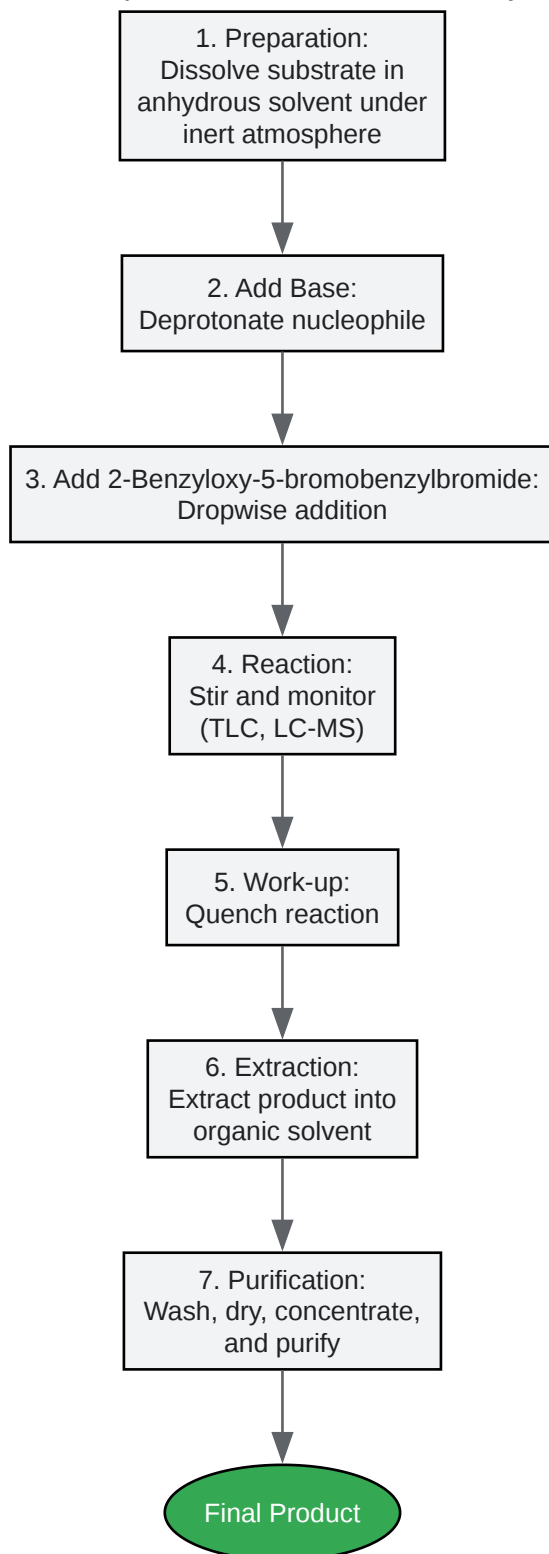 1. Preparation:
Dissolve substrate in
anhydrous solvent under
inert atmosphere
2. Add Base:
Deprotonate nucleophile
3. Add 2-Benzyloxy-5-bromobenzylbromide:
Dropwise addition
4. Reaction:
Stir and monitor
(TLC, LC-MS)
5. Work-up:
Quench reaction
6. Extraction:
Extract product into
organic solvent
7. Purification:
Wash, dry, concentrate,
and purify
Final Product